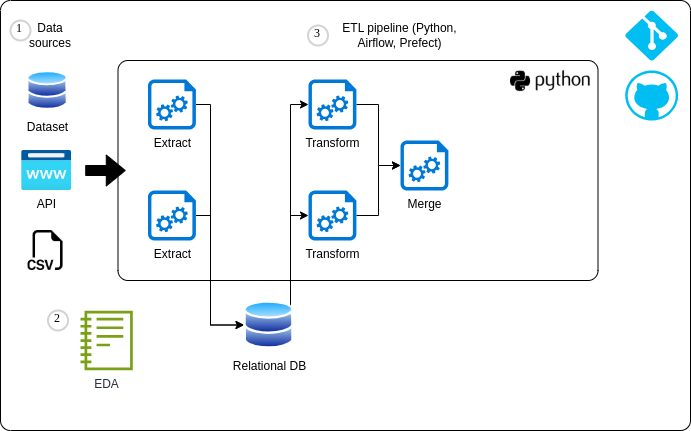 1
Data
sources
3
ETL pipeline (Python,
Airflow, Prefect)
python
Dataset
Extract
Transform
WWW
API
Merge
Extract
Transform
CSV
2
Relational DB
EDA